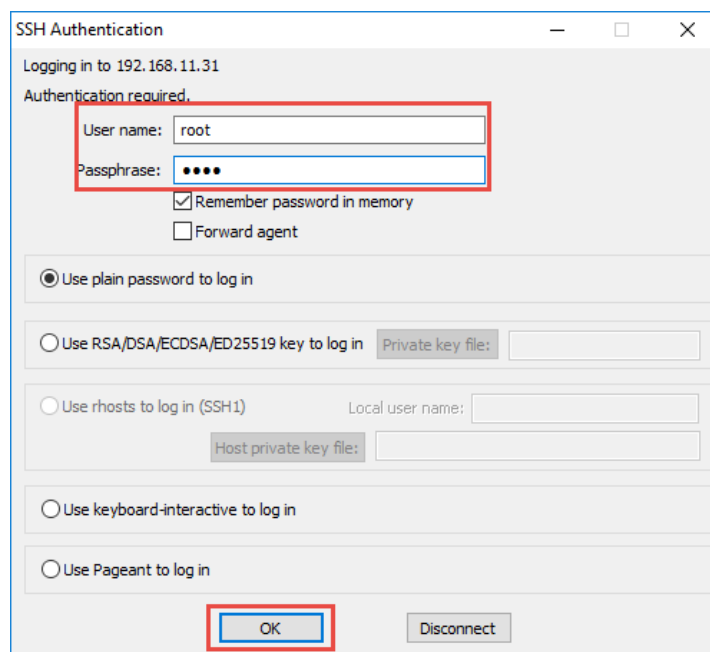 SSH Authentication
Logging in to 192.168.11.31
Authentication required.
User name: root
Passphrase: ••••
Remember password in memory
Forward agent
Use plain password to log in
Use RSA/DSA/ECDSA/ED25519 key to log in Private key file:
Use rhosts to log in (SSH1) Local user name:
Host private key file:
Use keyboard-interactive to log in
Use Pageant to log in
OK Disconnect